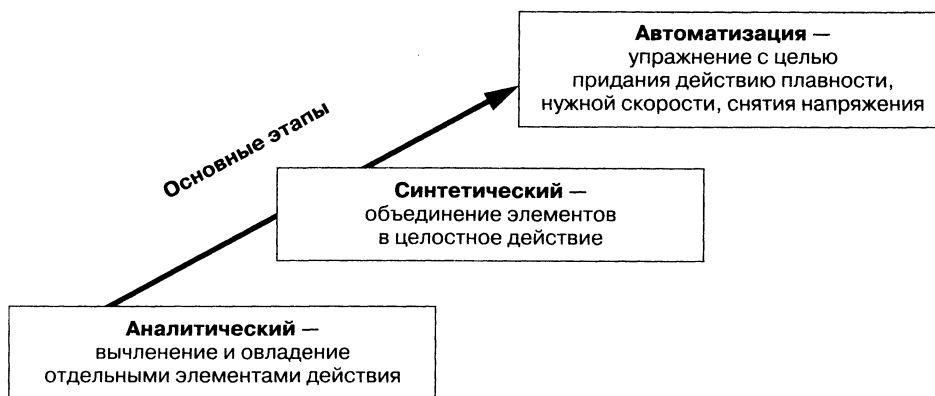 Автоматизация —
упражнение с целью
придания действию плавности,
нужной скорости, снятия напряжения
Основные этапы
Синтетический —
объединение элементов
в целостное действие
Аналитический —
вычленение и овладение
отдельными элементами действия